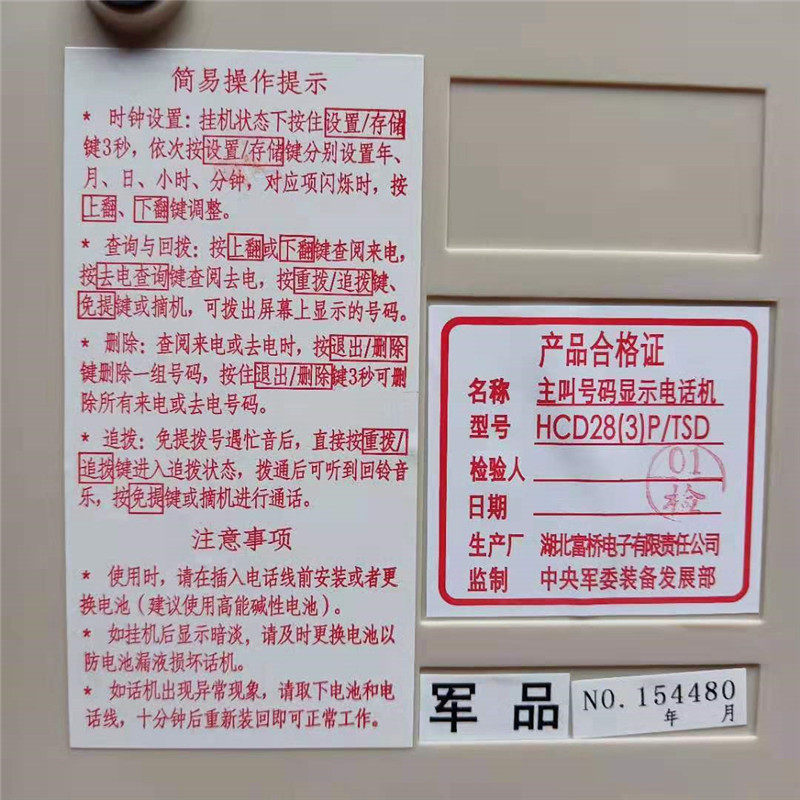 简易操作提示
* 时钟设置：挂机状态下按住设置/存储
键3秒，依次按设置/存储键分别设置年、
月、日、小时、分钟，对应项闪烁时，按
上翻、下翻键调整。
* 查询与回拨：按上翻或下翻键查阅来电，
按去电查询键查阅去电，按重拨/追拨键、
免提键或摘机，可拨出屏幕上显示的号码。
* 删除：查阅来电或去电时，按退出/删除
键删除一组号码，按住退出/删除键3秒可删
除所有来电或去电号码。
* 追拨：免提拨号遇忙音后，直接按重拨/
追拨键进入追拨状态，拨通后可听到回铃音
乐，按免提键或摘机进行通话。
注意事项
* 使用时，请在插入电话线前安装或者更
换电池（建议使用高能碱性电池）。
* 如挂机后显示暗淡，请及时更换电池以
防电池漏液损坏话机。
* 如话机出现异常现象，请取下电池和电
话线，十分钟后重新装回即可正常工作。
产品合格证
名称 主叫号码显示电话机
型号 HCD28(3)P/TSD
检验人
01
检
日期
生产厂 湖北富桥电子有限责任公司
监制 中央军委装备发展部
军品
NO.154480
年 月